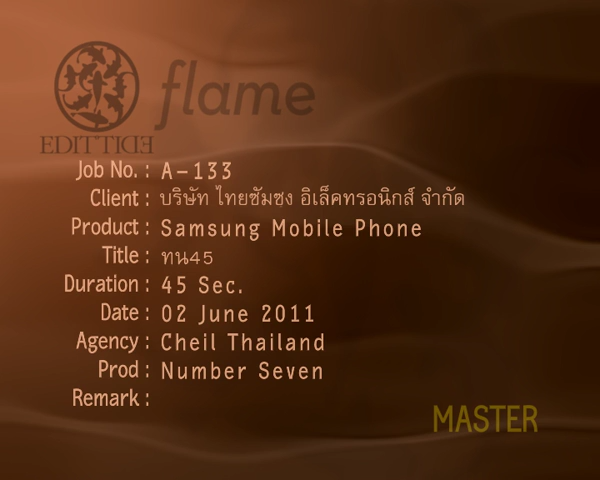 flame
EDITTIDE
Job No. : A-133
Client : บริษัท ไทยซัมซุง อิเล็คทรอนิกส์ จำกัด
Product : Samsung Mobile Phone
Title : ทน45
Duration : 45 Sec.
Date : 02 June 2011
Agency : Cheil Thailand
Prod : Number Seven
Remark :
MASTER